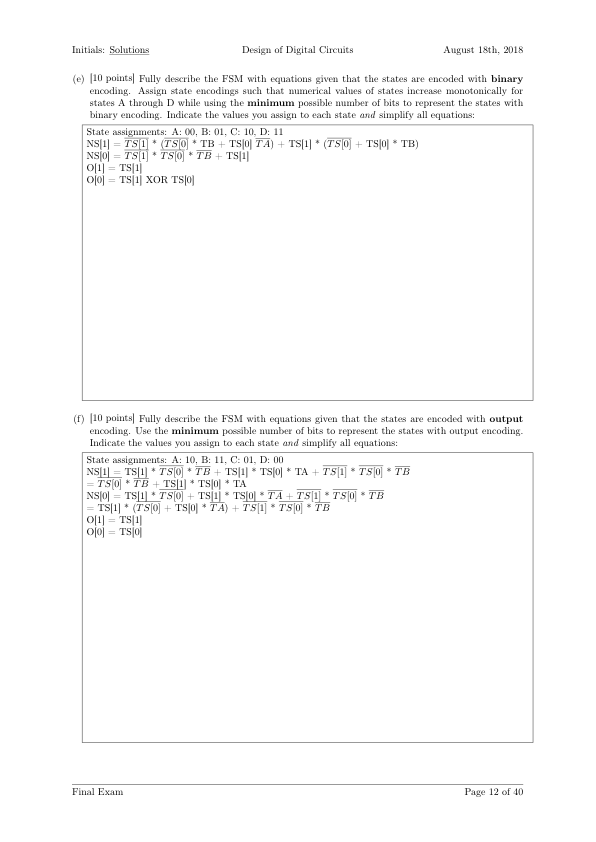 Initials: Solutions Design of Digital Circuits August 18th, 2018
(e) [10 points] Fully describe the FSM with equations given that the states are encoded with binary
encoding. Assign state encodings such that numerical values of states increase monotonically for
states A through D while using the minimum possible number of bits to represent the states with
binary encoding. Indicate the values you assign to each state and simplify all equations:
State assignments: A: 00, B: 01, C: 10, D: 11
NS[1] = \overline{TS[1]} * (\overline{TS[0]} * TB + TS[0] \overline{TA}) + TS[1] * (\overline{TS[0]} + TS[0] * TB)
NS[0] = \overline{TS[1]} * \overline{TS[0]} * \overline{TB} + TS[1]
O[1] = TS[1]
O[0] = TS[1] XOR TS[0]
(f) [10 points] Fully describe the FSM with equations given that the states are encoded with output
encoding. Use the minimum possible number of bits to represent the states with output encoding.
Indicate the values you assign to each state and simplify all equations:
State assignments: A: 10, B: 11, C: 01, D: 00
NS[1] = TS[1] * \overline{TS[0]} * \overline{TB} + TS[1] * TS[0] * TA + \overline{TS[1]} * \overline{TS[0]} * \overline{TB}
= \overline{TS[0]} * \overline{TB} + TS[1] * TS[0] * TA
NS[0] = TS[1] * \overline{TS[0]} + TS[1] * TS[0] * \overline{TA} + \overline{TS[1]} * \overline{TS[0]} * \overline{TB}
= TS[1] * (\overline{TS[0]} + TS[0] * \overline{TA}) + \overline{TS[1]} * \overline{TS[0]} * \overline{TB}
O[1] = TS[1]
O[0] = TS[0]
Final Exam Page 12 of 40